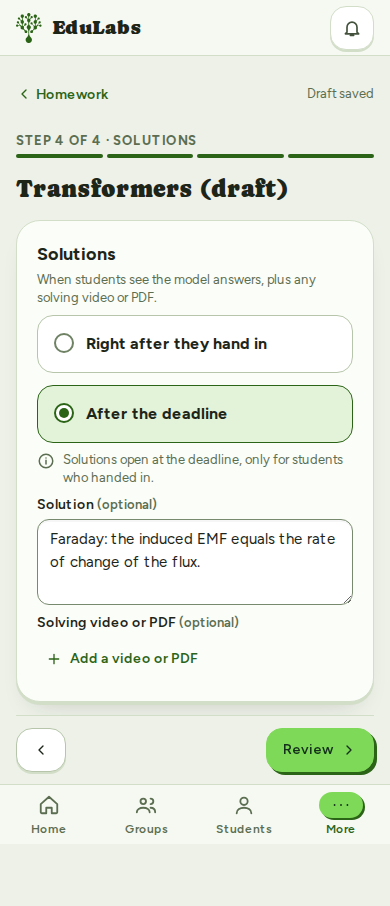 EduLabs
Homework
Draft saved
STEP 4 OF 4 · SOLUTIONS
Transformers (draft)
Solutions
When students see the model answers, plus any
solving video or PDF.
Right after they hand in
After the deadline
Solutions open at the deadline, only for students
who handed in.
Solution (optional)
Faraday: the induced EMF equals the rate
of change of the flux.
Solving video or PDF (optional)
Add a video or PDF
Review
Home
Groups
Students
More